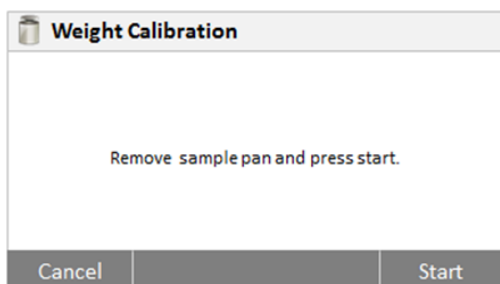 Weight Calibration
Remove sample pan and press start.
Cancel
Start